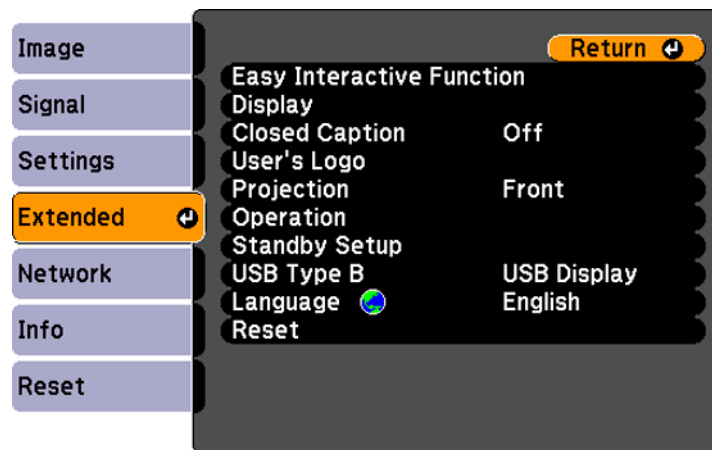 Image
Signal
Settings
Extended
Network
Info
Reset
Return
Easy Interactive Function
Display
Closed Caption Off
User's Logo
Projection Front
Operation
Standby Setup
USB Type B USB Display
Language English
Reset